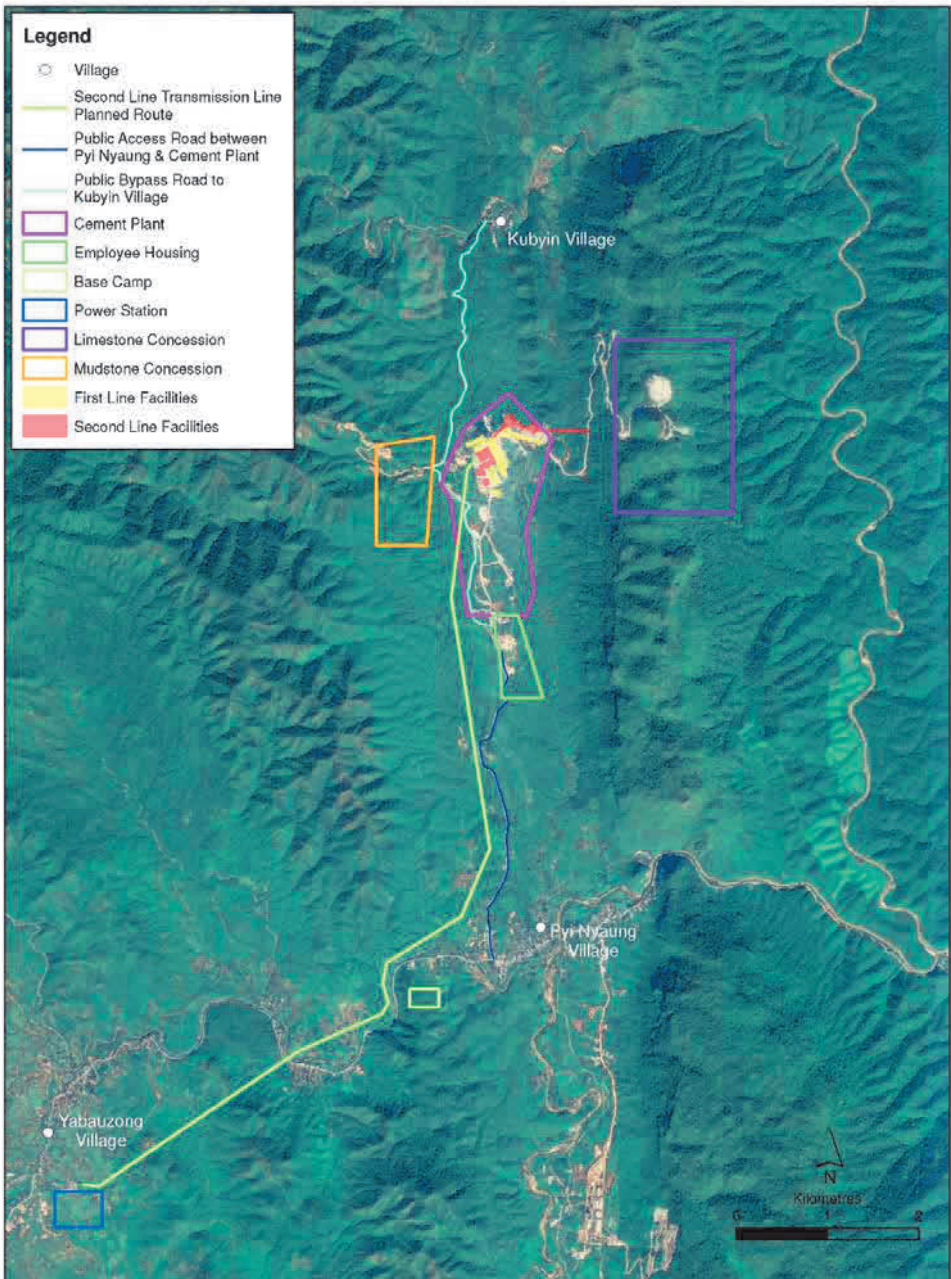 Legend
Village
Second Line Transmission Line
Planned Route
Public Access Road between
Pyi Nyaung & Cement Plant
Public Bypass Road to
Kubyin Village
Cement Plant
Employee Housing
Base Camp
Power Station
Limestone Concession
Mudstone Concession
First Line Facilities
Second Line Facilities
Kubyin Village
Pyi Nyaung
Village
Yabauzong
Village
N
Kilometres
0 1 2